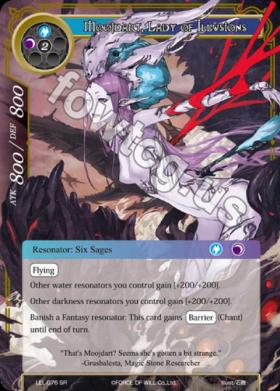 Moojdart, Lady of Illusions
2
ATK 800/DEF 800
fowtcg.us
Resonator: Six Sages
Flying
Other water resonators you control gain [+200/+200].
Other darkness resonators you control gain [+200/+200].
Banish a Fantasy resonator: This card gains Barrier (Chant)
until end of turn.
"That's Moojdart? Seems she's gotten a bit strange."
-Grusbalesta, Magic Stone Researcher
LEL-076 SR
©FORCE OF WILL Co.,Ltd.